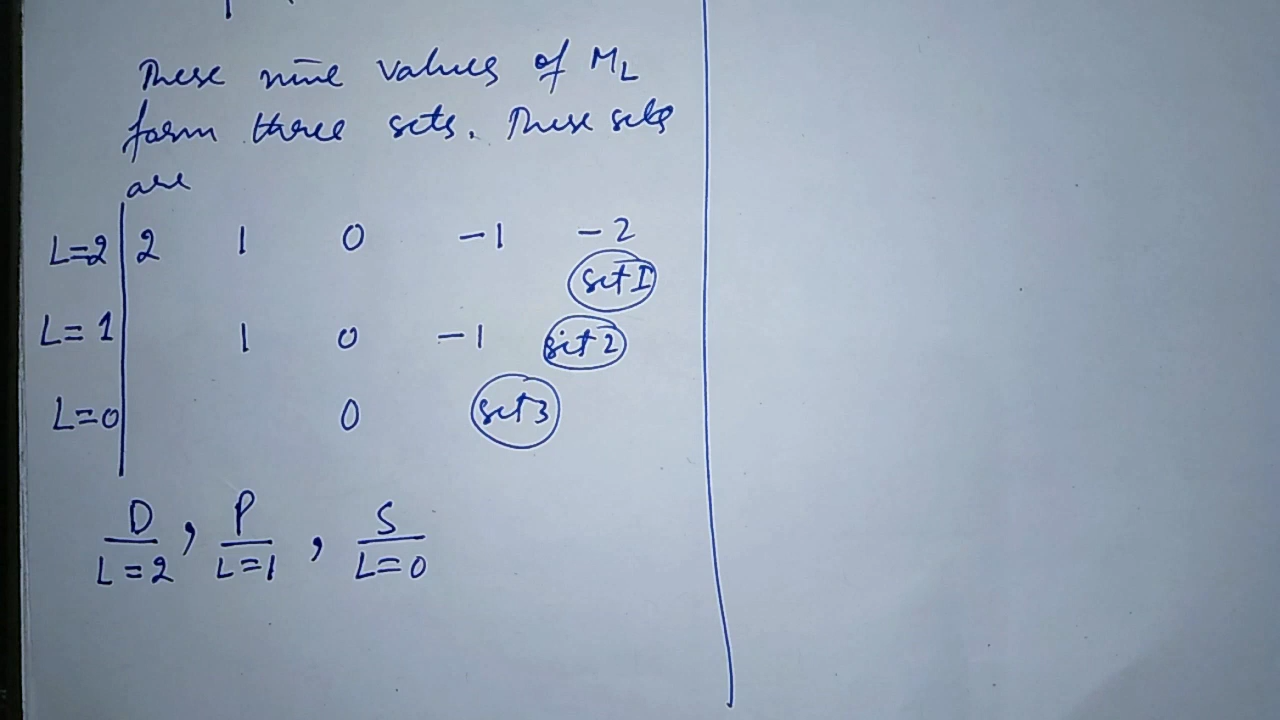 These nine values of ML
form three sets. These sets
are
L=2 2 1 0 -1 -2
set I
L=1 1 0 -1 set 2
L=0 0 set 3
D , P , S
L=2 L=1 L=0